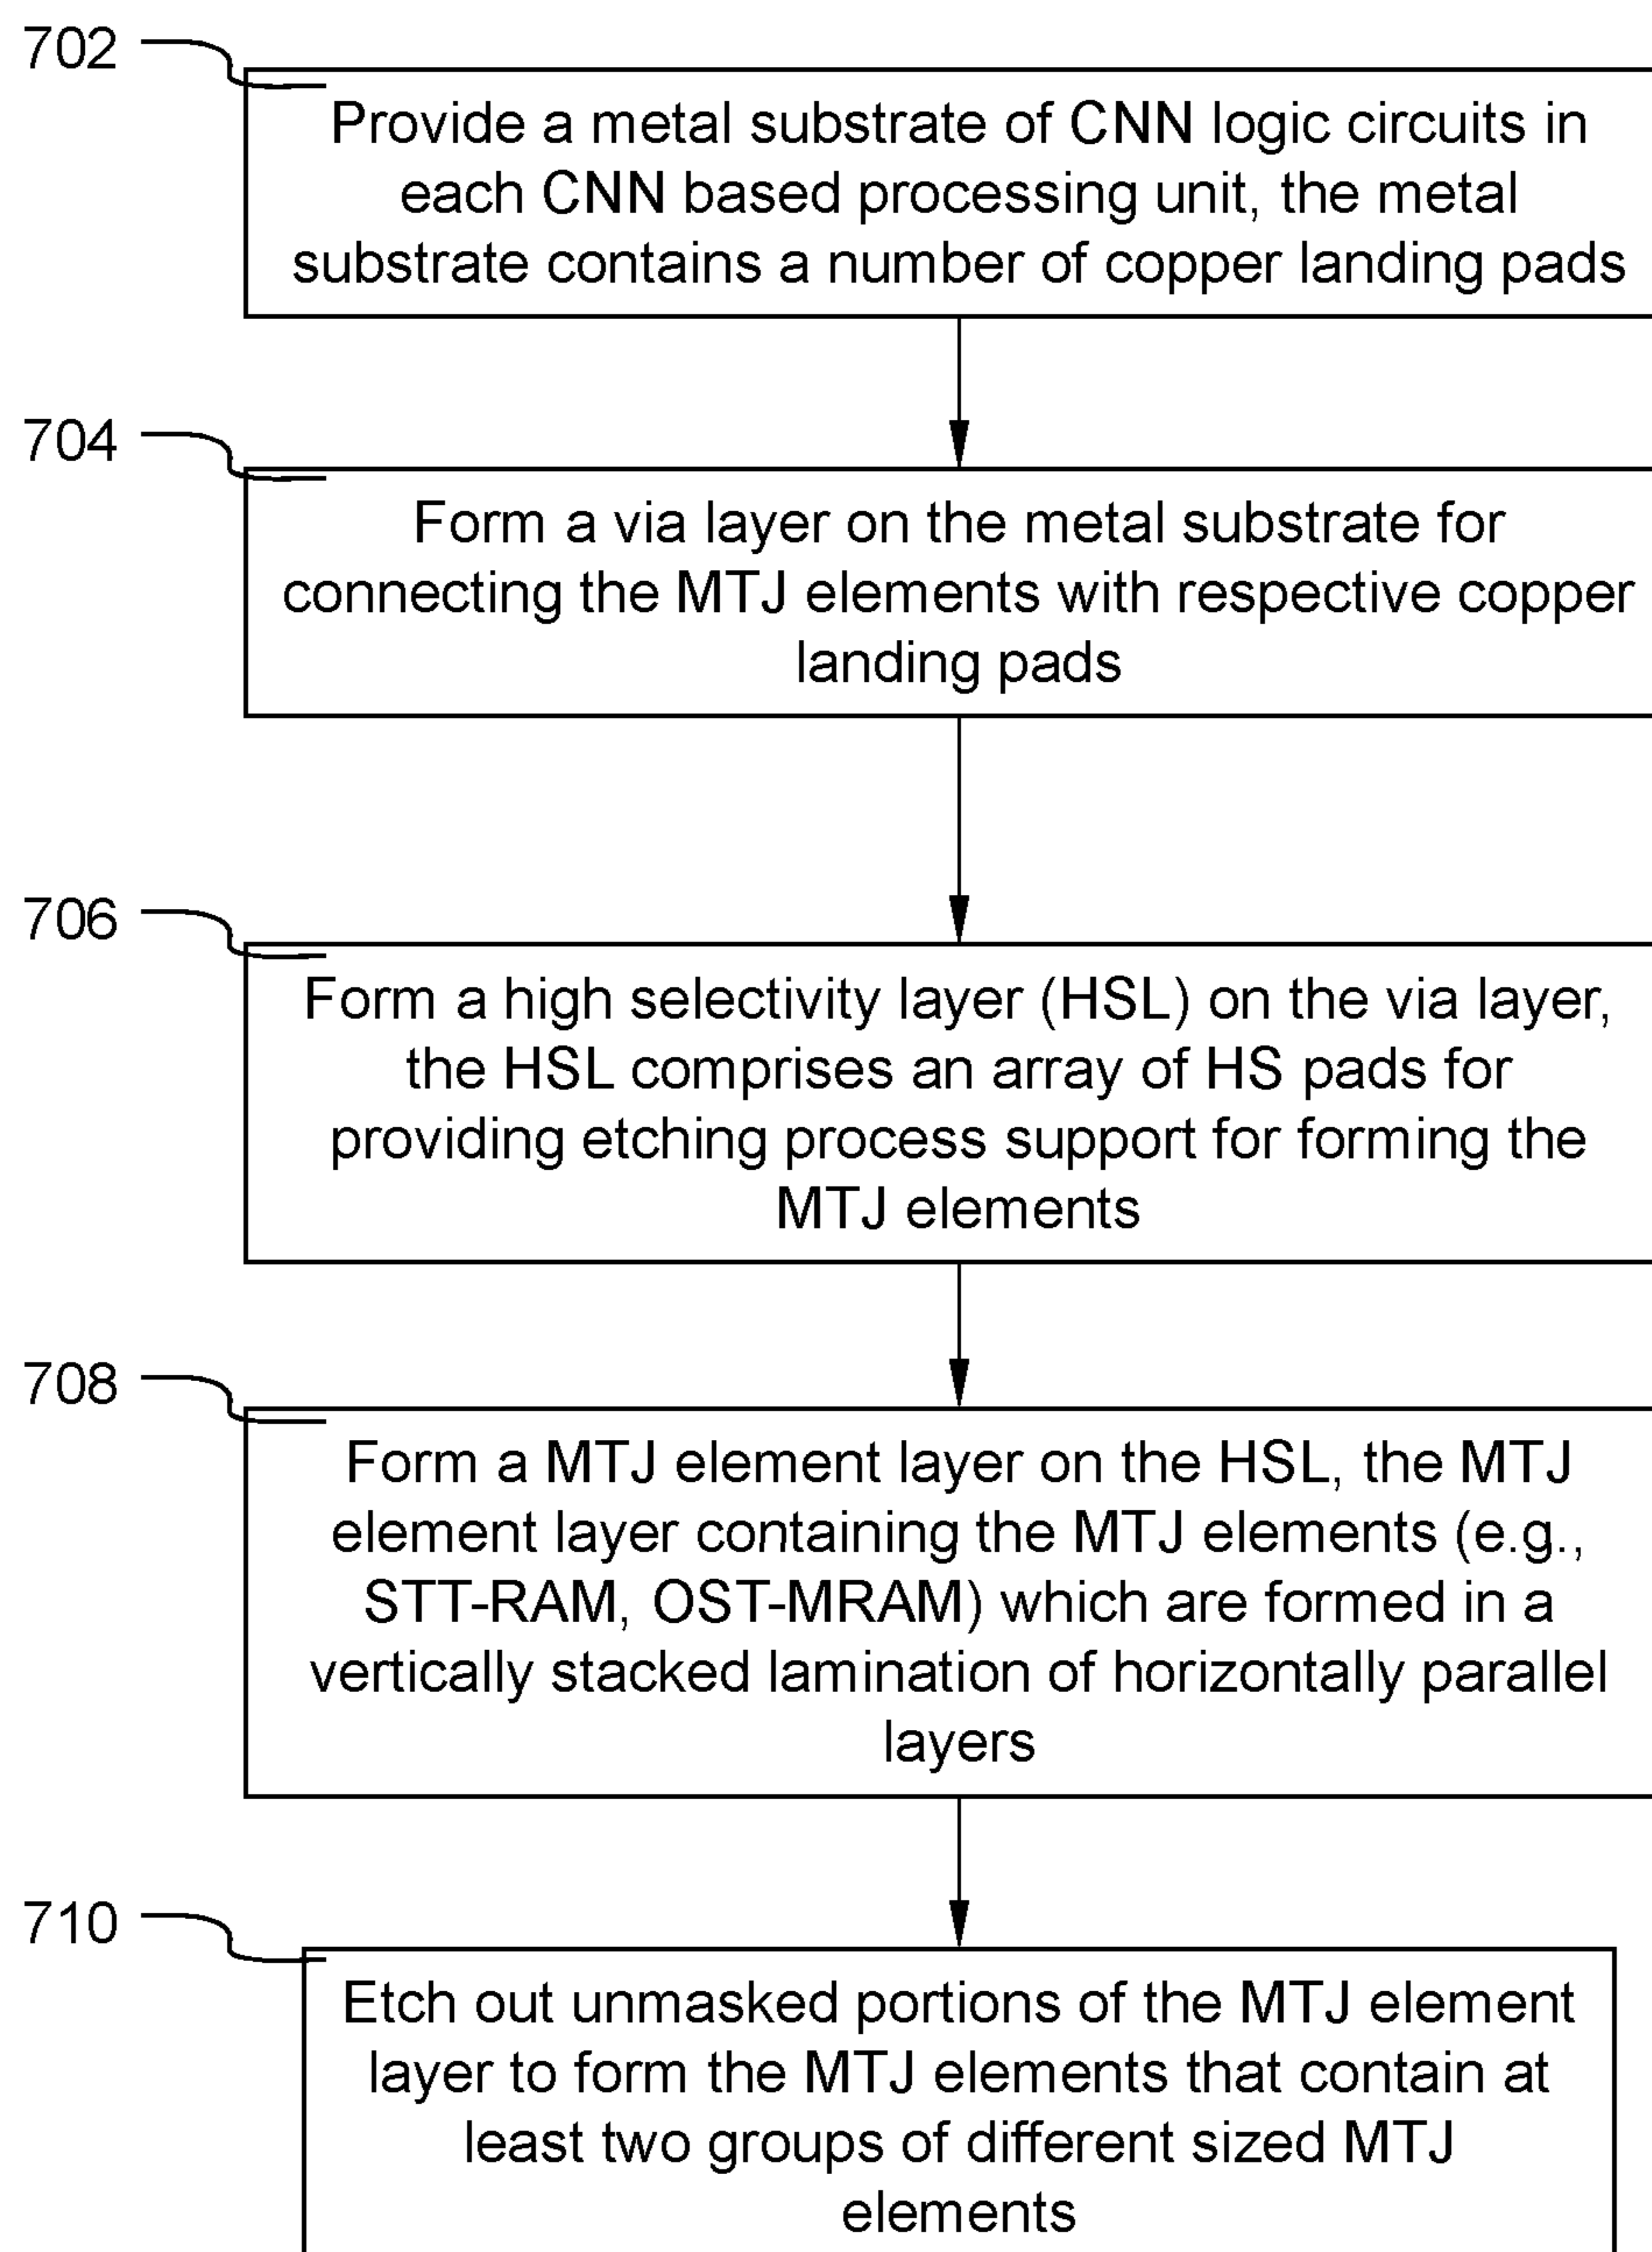 702
Provide a metal substrate of CNN logic circuits in
each CNN based processing unit, the metal
substrate contains a number of copper landing pads
704
Form a via layer on the metal substrate for
connecting the MTJ elements with respective copper
landing pads
706
Form a high selectivity layer (HSL) on the via layer,
the HSL comprises an array of HS pads for
providing etching process support for forming the
MTJ elements
708
Form a MTJ element layer on the HSL, the MTJ
element layer containing the MTJ elements (e.g.,
STT-RAM, OST-MRAM) which are formed in a
vertically stacked lamination of horizontally parallel
layers
710
Etch out unmasked portions of the MTJ element
layer to form the MTJ elements that contain at
least two groups of different sized MTJ
elements